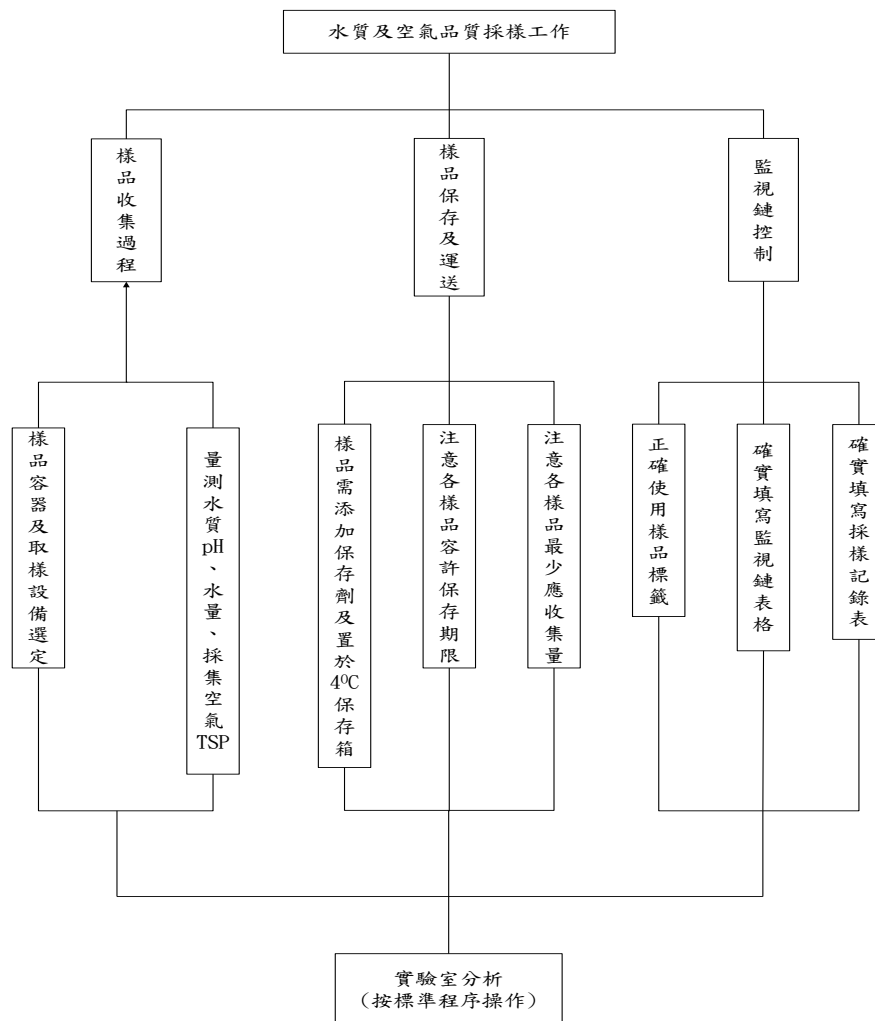 水質及空氣品質採樣工作
樣品收集過程
樣品保存及運送
監視鏈控制
樣品容器及取樣設備選定
量測水質pH、水量、採集空氣TSP
樣品需添加保存劑及置於4⁰C保存箱
注意各樣品容許保存期限
注意各樣品最少應收集量
正確使用樣品標籤
確實填寫監視鏈表格
確實填寫採樣記錄表
實驗室分析
（按標準程序操作）